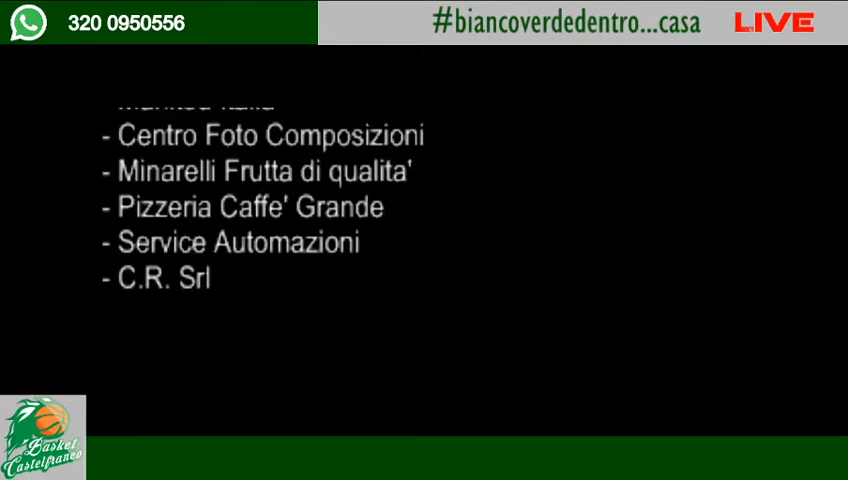 320 0950556
#biancoverdedentro...casa
LIVE
- Centro Foto Composizioni
- Minarelli Frutta di qualita'
- Pizzeria Caffe' Grande
- Service Automazioni
- C.R. Srl
Basket
Castelfranco